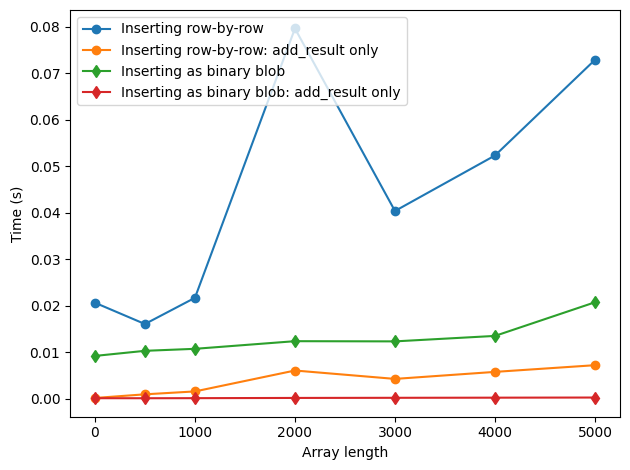 Inserting row-by-row
Inserting row-by-row: add_result only
Inserting as binary blob
Inserting as binary blob: add_result only
0.08
0.07
0.06
0.05
0.04
0.03
0.02
0.01
0.00
Time (s)
0 1000 2000 3000 4000 5000
Array length